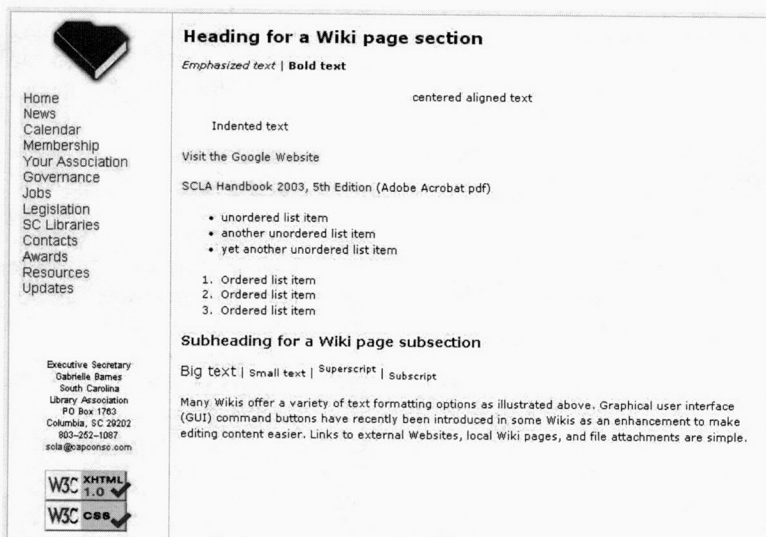 Home
News
Calendar
Membership
Your Association
Governance
Jobs
Legislation
SC Libraries
Contacts
Awards
Resources
Updates
Executive Secretary
Gabrielle Barnes
South Carolina
Library Association
PO Box 1763
Columbia, SC 29202
803-252-1087
scla@capconsc.com
W3C XHTML 1.0
W3C CSS
Heading for a Wiki page section
Emphasized text | Bold text
centered aligned text
Indented text
Visit the Google Website
SCLA Handbook 2003, 5th Edition (Adobe Acrobat pdf)
• unordered list item
• another unordered list item
• yet another unordered list item
1. Ordered list item
2. Ordered list item
3. Ordered list item
Subheading for a Wiki page subsection
Big text | Small text | Superscript | Subscript
Many Wikis offer a variety of text formatting options as illustrated above. Graphical user interface
(GUI) command buttons have recently been introduced in some Wikis as an enhancement to make
editing content easier. Links to external Websites, local Wiki pages, and file attachments are simple.